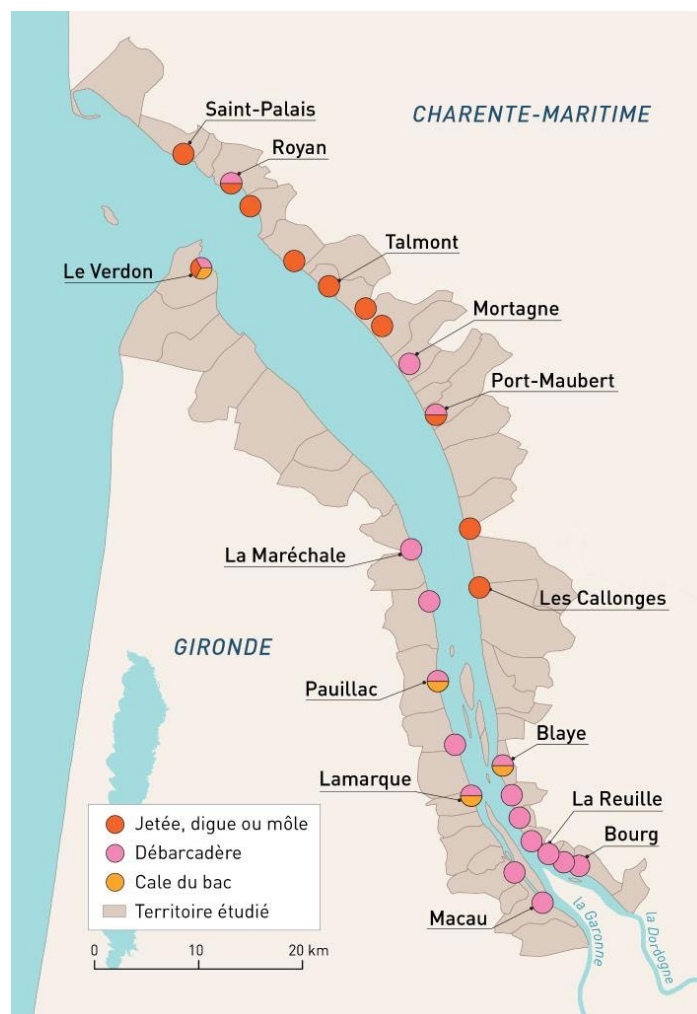 Saint-Palais
CHARENTE-MARITIME
Royan
Talmont
Le Verdon
Mortagne
Port-Maubert
La Maréchale
Les Callonges
GIRONDE
Pauillac
Blaye
Lamarque
La Reuille
Bourg
Jetée, digue ou môle
Débarcadère
Cale du bac
Territoire étudié
Macau
la Garonne
la Dordogne
0 10 20 km